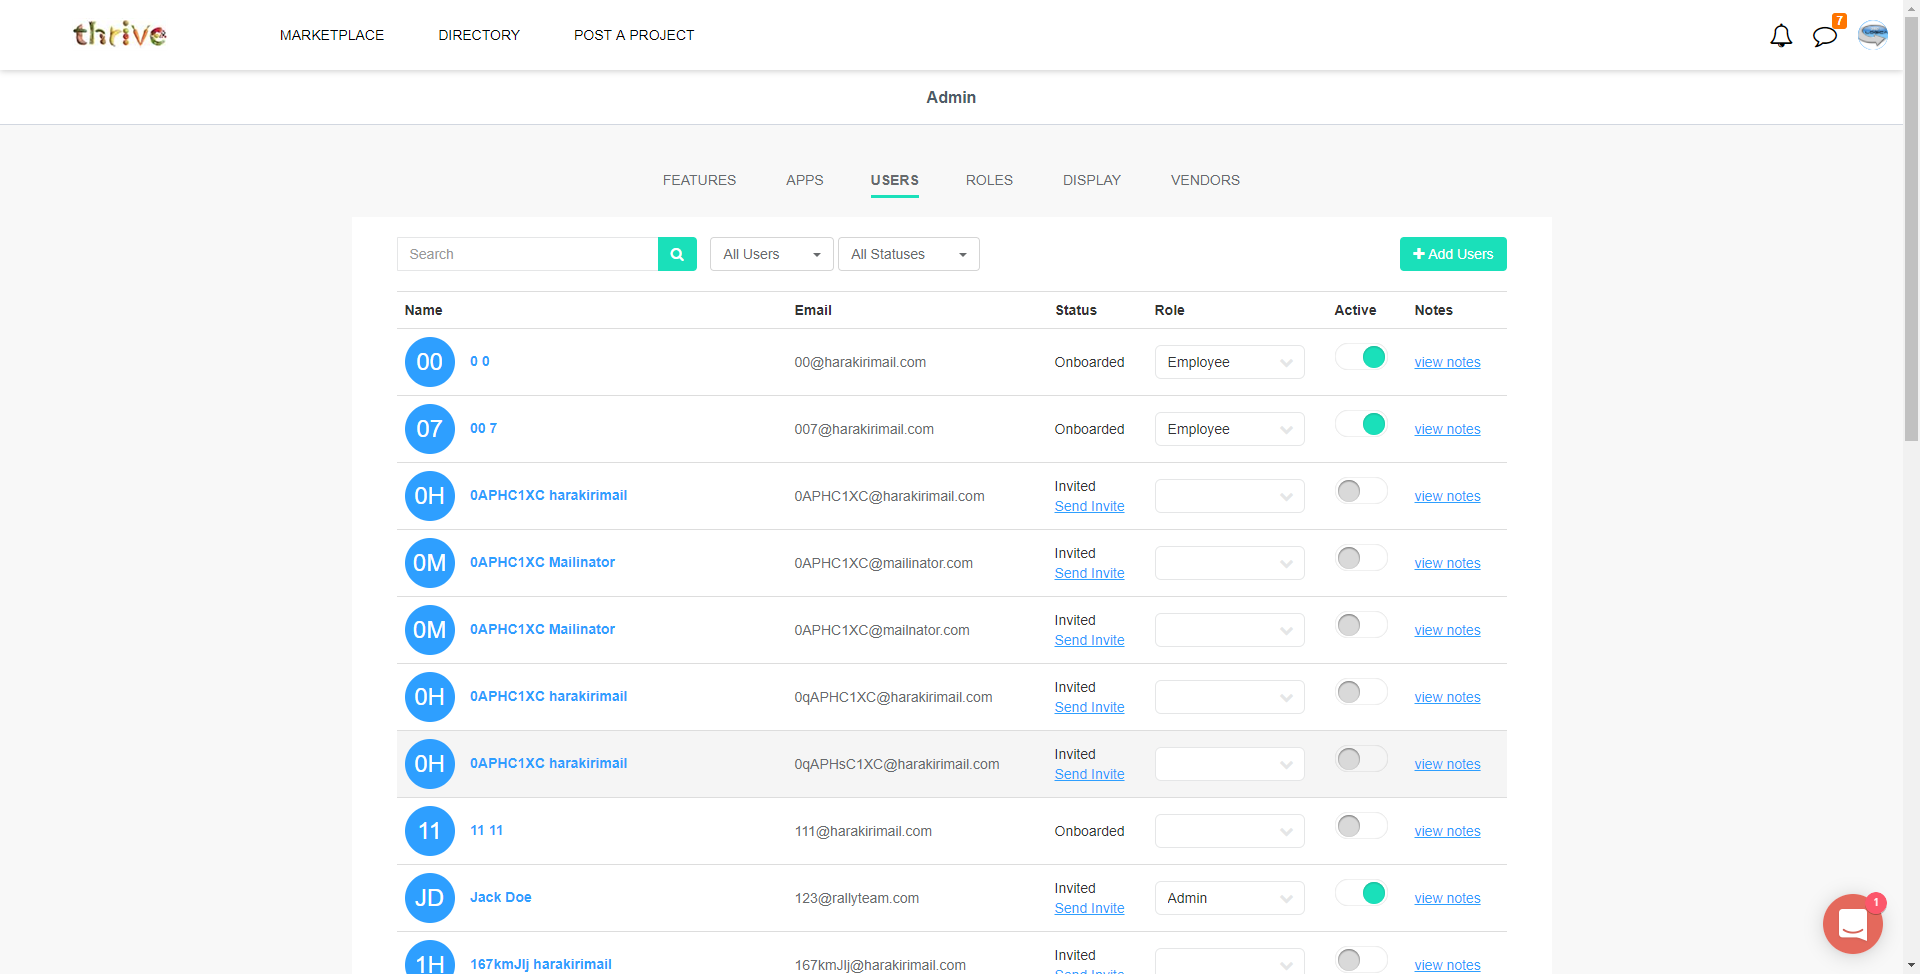 thrive MARKETPLACE DIRECTORY POST A PROJECT 7
Admin
FEATURES APPS USERS ROLES DISPLAY VENDORS
Search All Users All Statuses Add Users
Name Email Status Role Active Notes
00 0 0 00@harakirimail.com Onboarded Employee view notes
07 00 7 007@harakirimail.com Onboarded Employee view notes
0H 0APHC1XC harakirimail 0APHC1XC@harakirimail.com Invited view notes
Send Invite
0M 0APHC1XC Mailinator 0APHC1XC@mailinator.com Invited view notes
Send Invite
0M 0APHC1XC Mailinator 0APHC1XC@mailnator.com Invited view notes
Send Invite
0H 0APHC1XC harakirimail 0qAPHC1XC@harakirimail.com Invited view notes
Send Invite
0H 0APHC1XC harakirimail 0qAPHsC1XC@harakirimail.com Invited view notes
Send Invite
11 11 11 111@harakirimail.com Onboarded view notes
JD Jack Doe 123@rallyteam.com Invited Admin view notes
Send Invite
1
1H 167kmJlj harakirimail 167kmJlj@harakirimail.com Invited view notes
Send Invite